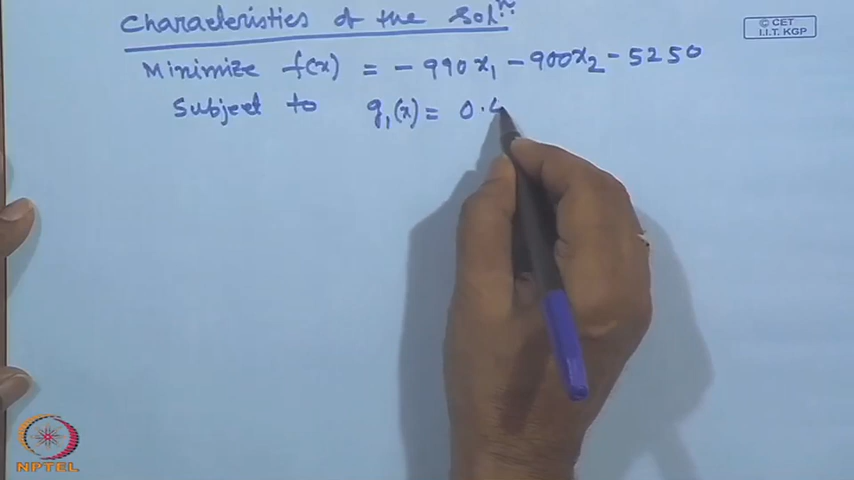 Characteristics of the solⁿ:
© CET
I.I.T. KGP
Minimize f(x) = - 990x₁ - 900x₂ - 5250
Subject to g₁(x) = 0.4
NPTEL